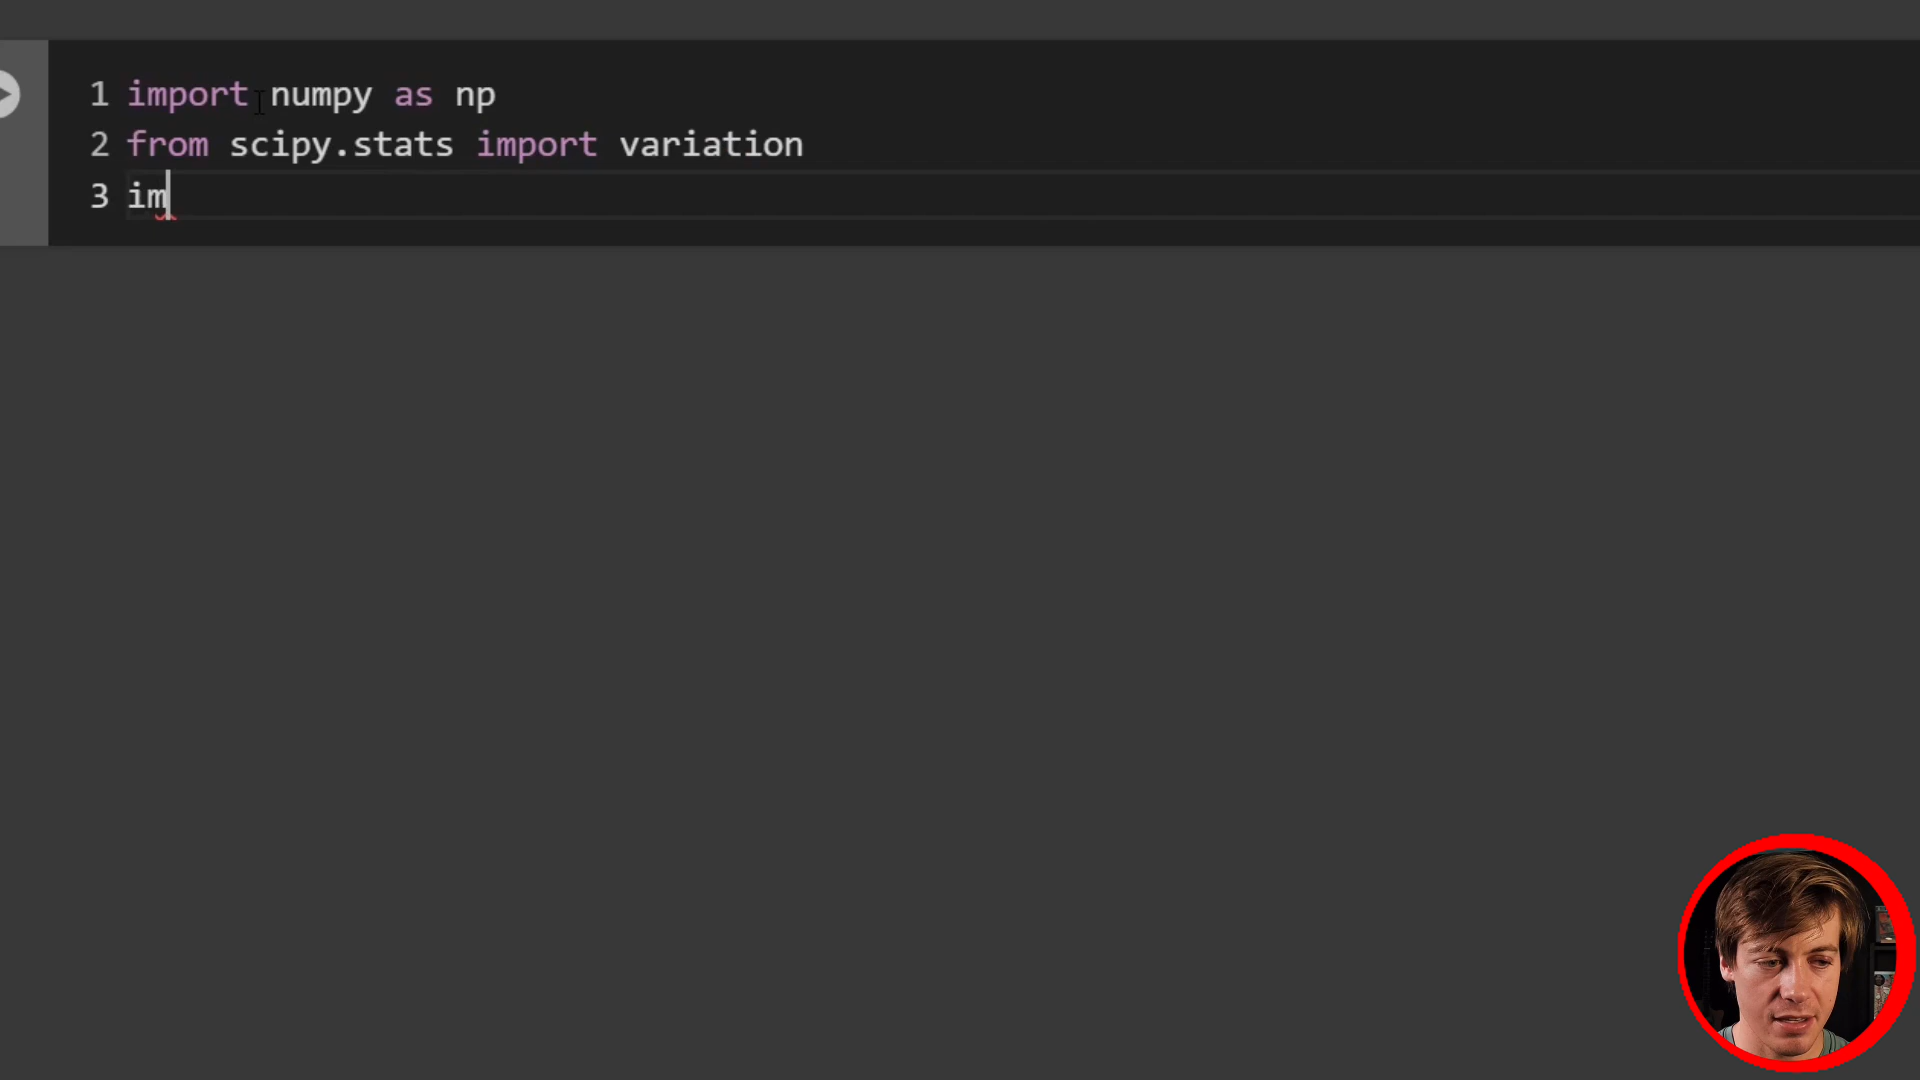 1 import numpy as np
2 from scipy.stats import variation
3 im